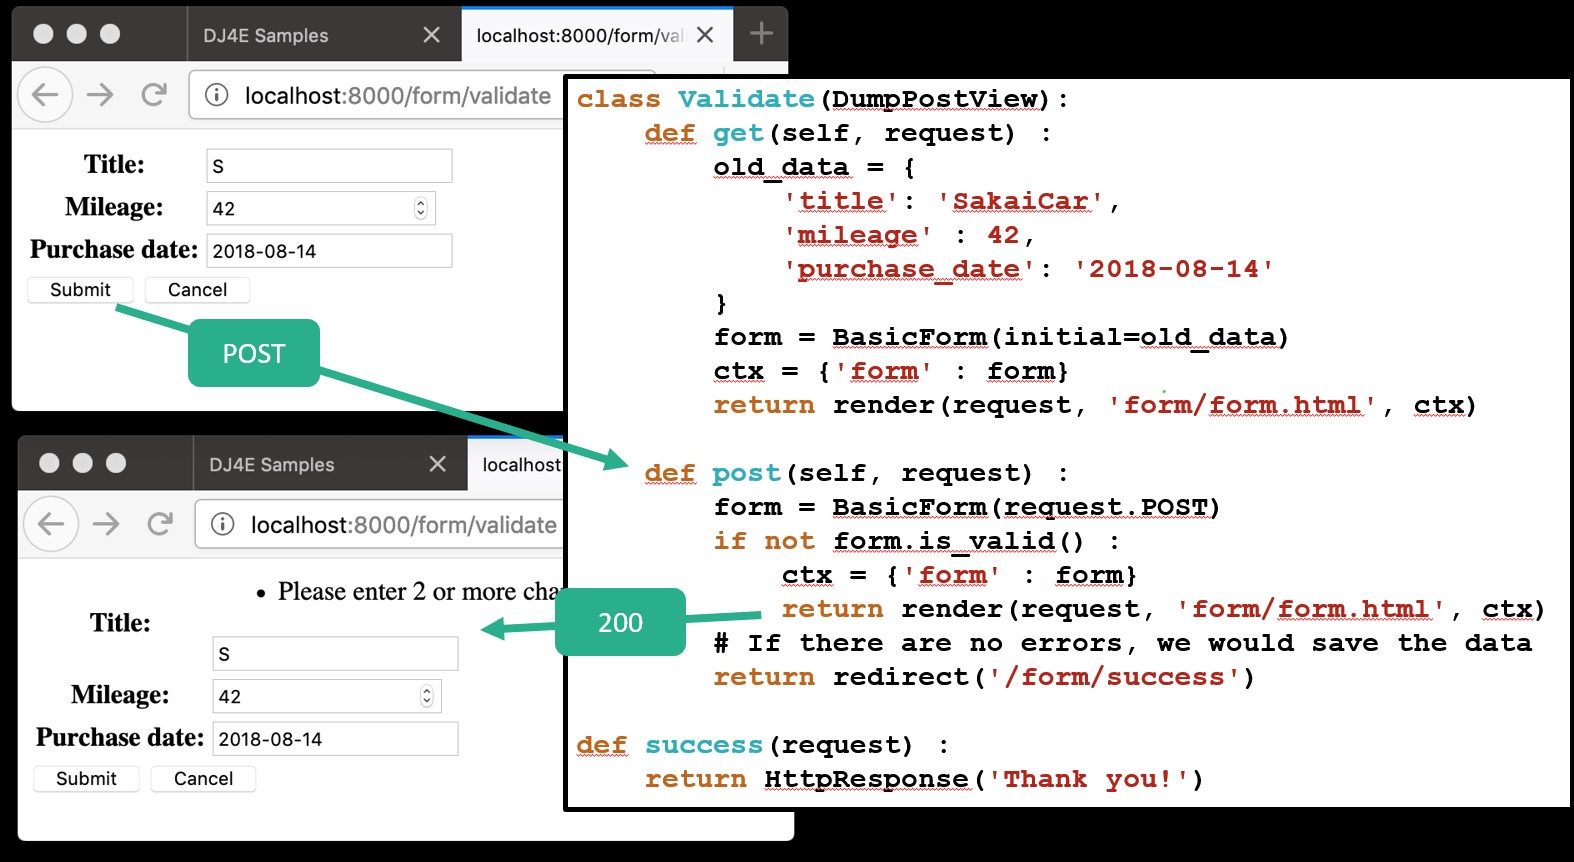 DJ4E Samples
localhost:8000/form/val
localhost:8000/form/validate
Title:
S
Mileage:
42
Purchase date:
2018-08-14
Submit
Cancel
POST
DJ4E Samples
localhost
localhost:8000/form/validate
• Please enter 2 or more cha
Title:
S
Mileage:
42
Purchase date:
2018-08-14
Submit
Cancel
200
class Validate(DumpPostView):
    def get(self, request) :
        old_data = {
            'title': 'SakaiCar',
            'mileage' : 42,
            'purchase_date': '2018-08-14'
        }
        form = BasicForm(initial=old_data)
        ctx = {'form' : form}
        return render(request, 'form/form.html', ctx)
    def post(self, request) :
        form = BasicForm(request.POST)
        if not form.is_valid() :
            ctx = {'form' : form}
            return render(request, 'form/form.html', ctx)
        # If there are no errors, we would save the data
        return redirect('/form/success')
def success(request) :
    return HttpResponse('Thank you!')